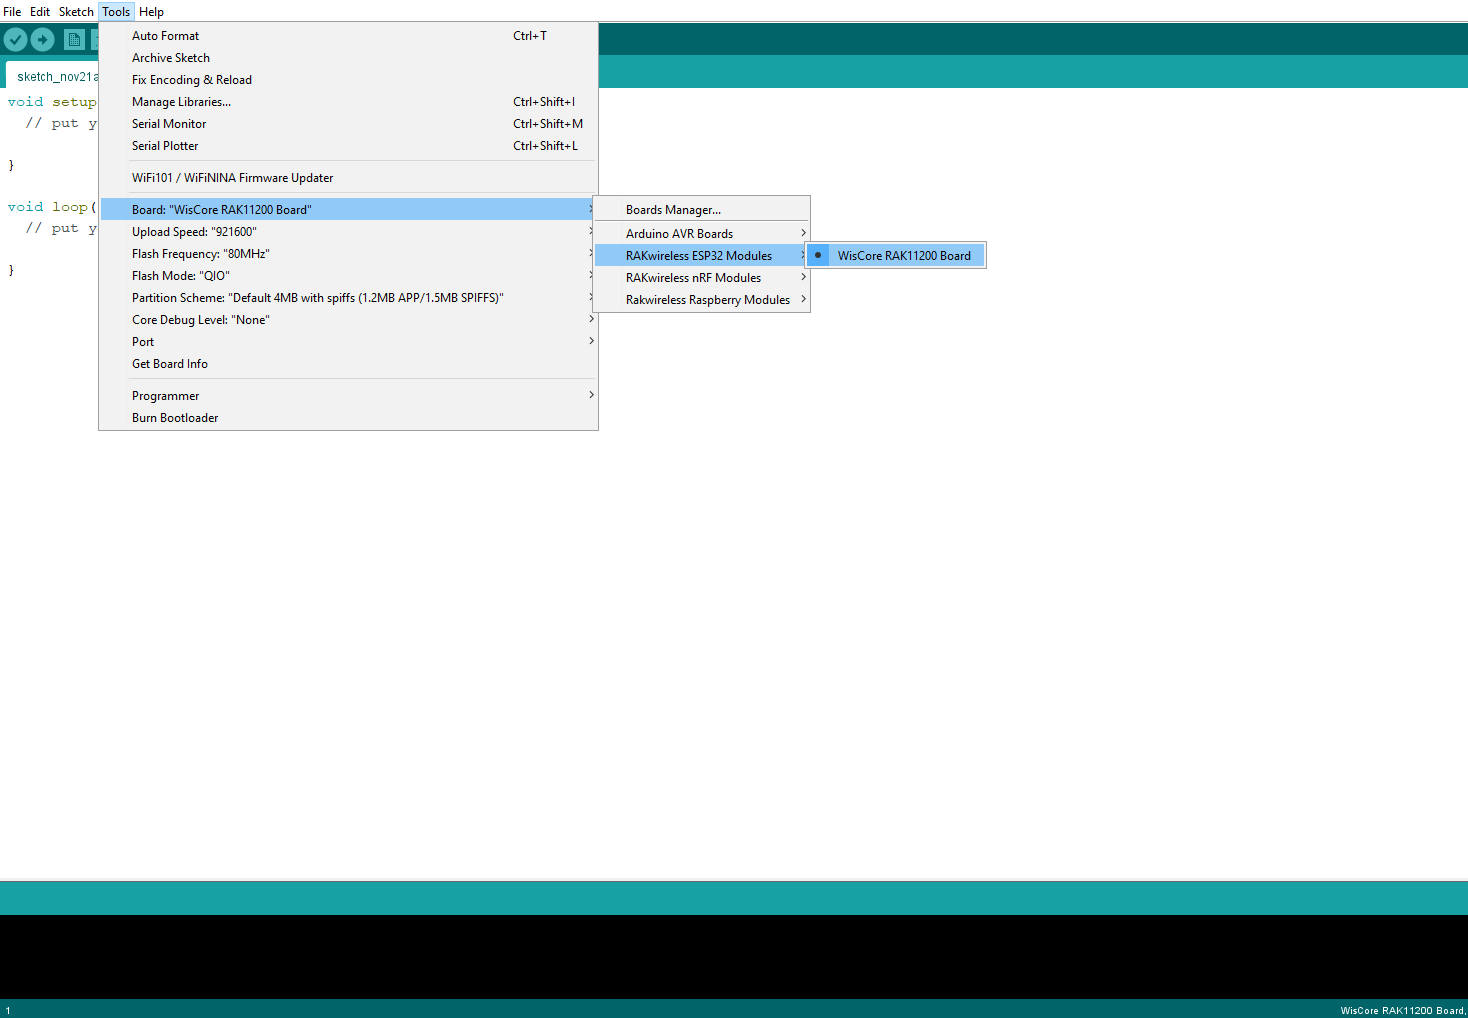 File Edit Sketch Tools Help
sketch_nov21a
void setup
// put y
}
void loop(
// put y
}
Auto Format Ctrl+T
Archive Sketch
Fix Encoding & Reload
Manage Libraries... Ctrl+Shift+I
Serial Monitor Ctrl+Shift+M
Serial Plotter Ctrl+Shift+L
WiFi101 / WiFiNINA Firmware Updater
Board: "WisCore RAK11200 Board"
Upload Speed: "921600"
Flash Frequency: "80MHz"
Flash Mode: "QIO"
Partition Scheme: "Default 4MB with spiffs (1.2MB APP/1.5MB SPIFFS)"
Core Debug Level: "None"
Port
Get Board Info
Programmer
Burn Bootloader
Boards Manager...
Arduino AVR Boards
RAKwireless ESP32 Modules
RAKwireless nRF Modules
Rakwireless Raspberry Modules
WisCore RAK11200 Board
1
WisCore RAK11200 Board,